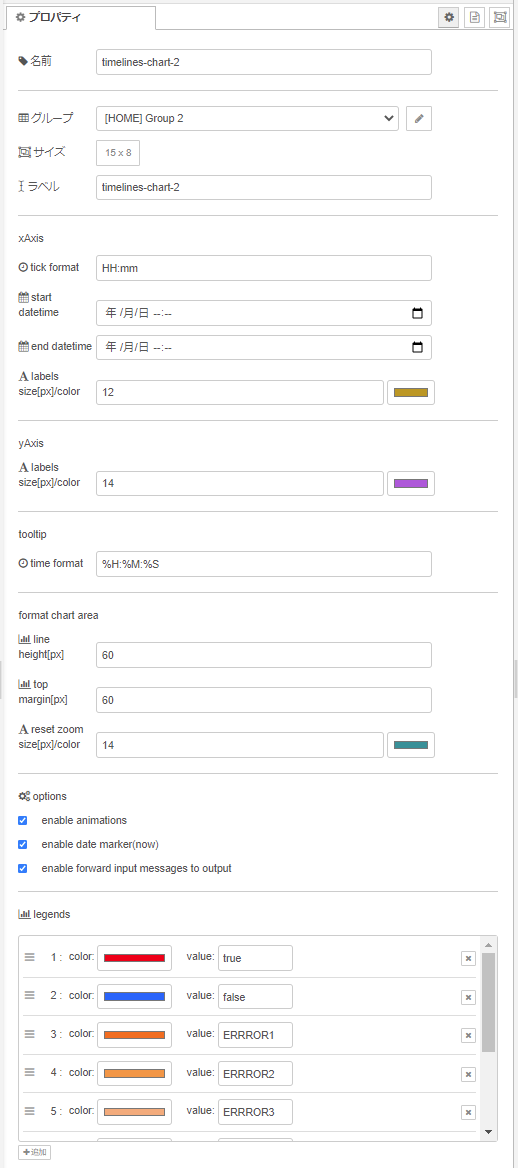 プロパティ
名前
timelines-chart-2
グループ
[HOME] Group 2
サイズ
15 x 8
ラベル
timelines-chart-2
xAxis
tick format
HH:mm
start
datetime
年 /月/日 --:--
end datetime
年 /月/日 --:--
labels
size[px]/color
12
yAxis
labels
size[px]/color
14
tooltip
time format
%H:%M:%S
format chart area
line
height[px]
60
top
margin[px]
60
reset zoom
size[px]/color
14
options
enable animations
enable date marker(now)
enable forward input messages to output
legends
1 : color: value: true
2 : color: value: false
3 : color: value: ERRROR1
4 : color: value: ERRROR2
5 : color: value: ERRROR3
追加